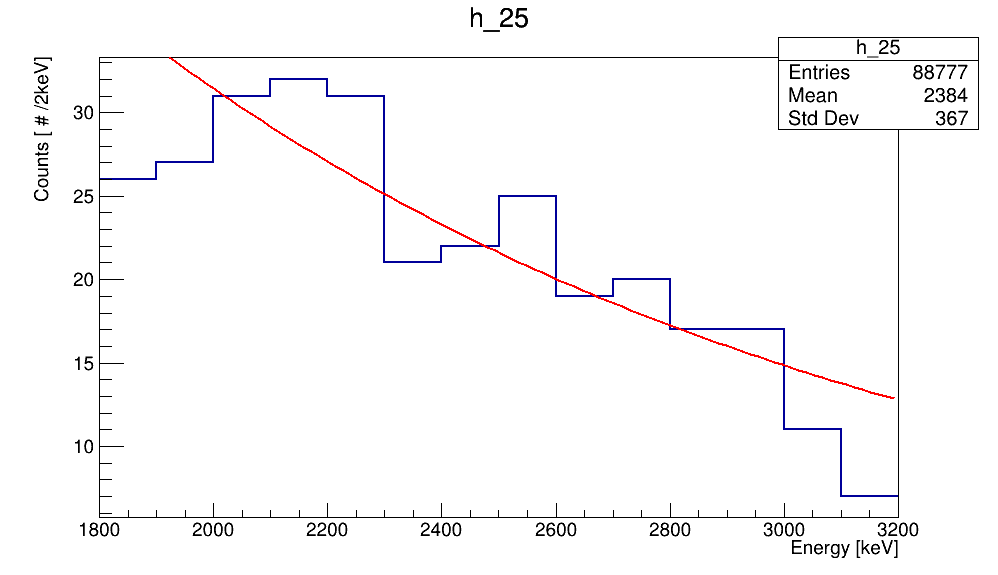 h_25
h_25
Entries 88777
Mean 2384
Std Dev 367
Counts [ # /2keV]
30
25
20
15
10
1800 2000 2200 2400 2600 2800 3000 3200
Energy [keV]